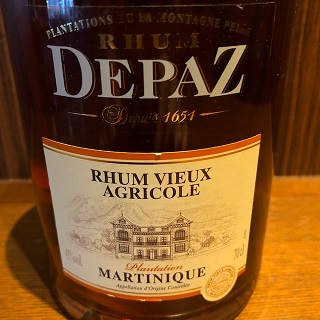 PLANTATIONS DE LA MONTAGNE PELÉE
RHUM
DEPAZ
Depuis 1651
RHUM VIEUX
AGRICOLE
Plantation
MARTINIQUE
Appellation d'Origine Contrôlée
70cl